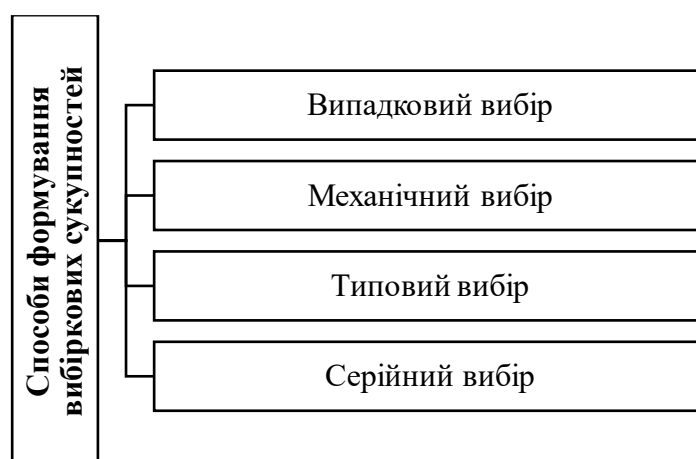 Способи формування
вибіркових сукупностей
Випадковий вибір
Механічний вибір
Типовий вибір
Серійний вибір